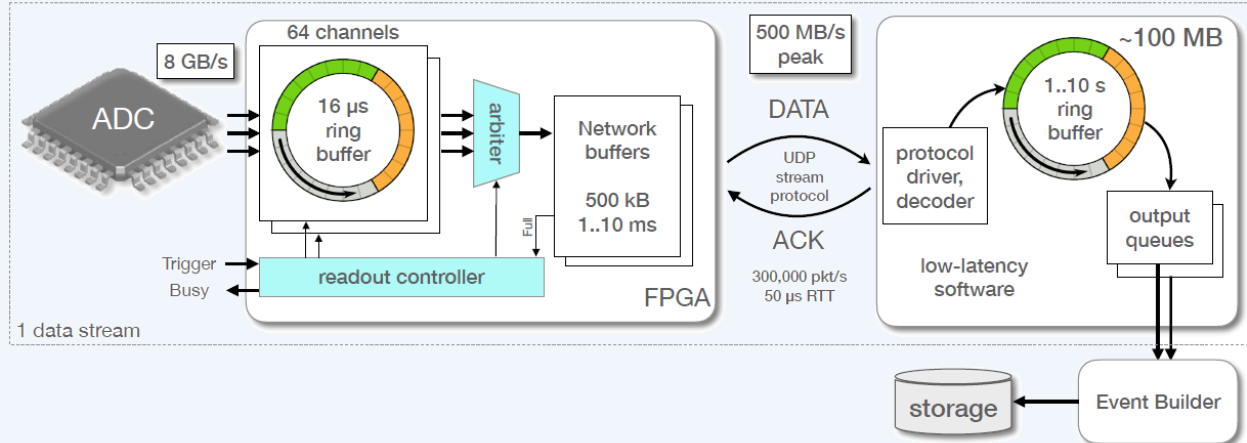 ADC
8 GB/s
64 channels
16 µs
ring
buffer
arbiter
Network
buffers
500 kB
1..10 ms
Full
Trigger
Busy
readout controller
FPGA
1 data stream
500 MB/s
peak
DATA
UDP
stream
protocol
ACK
300,000 pkt/s
50 µs RTT
~100 MB
1..10 s
ring
buffer
protocol
driver,
decoder
output
queues
low-latency
software
storage
Event Builder